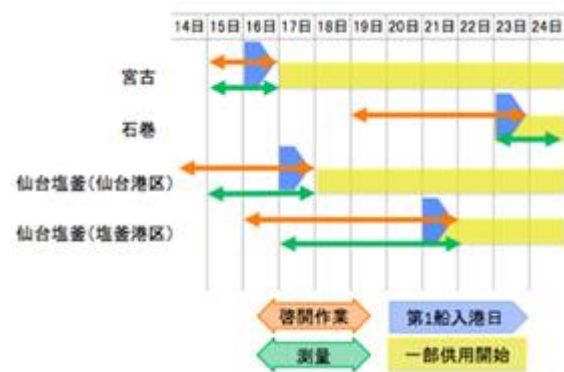 14日 15日 16日 17日 18日 19日 20日 21日 22日 23日 24日
宮古
石巻
仙台塩釜(仙台港区)
仙台塩釜(塩釜港区)
啓開作業 第1船入港日
測量 一部供用開始